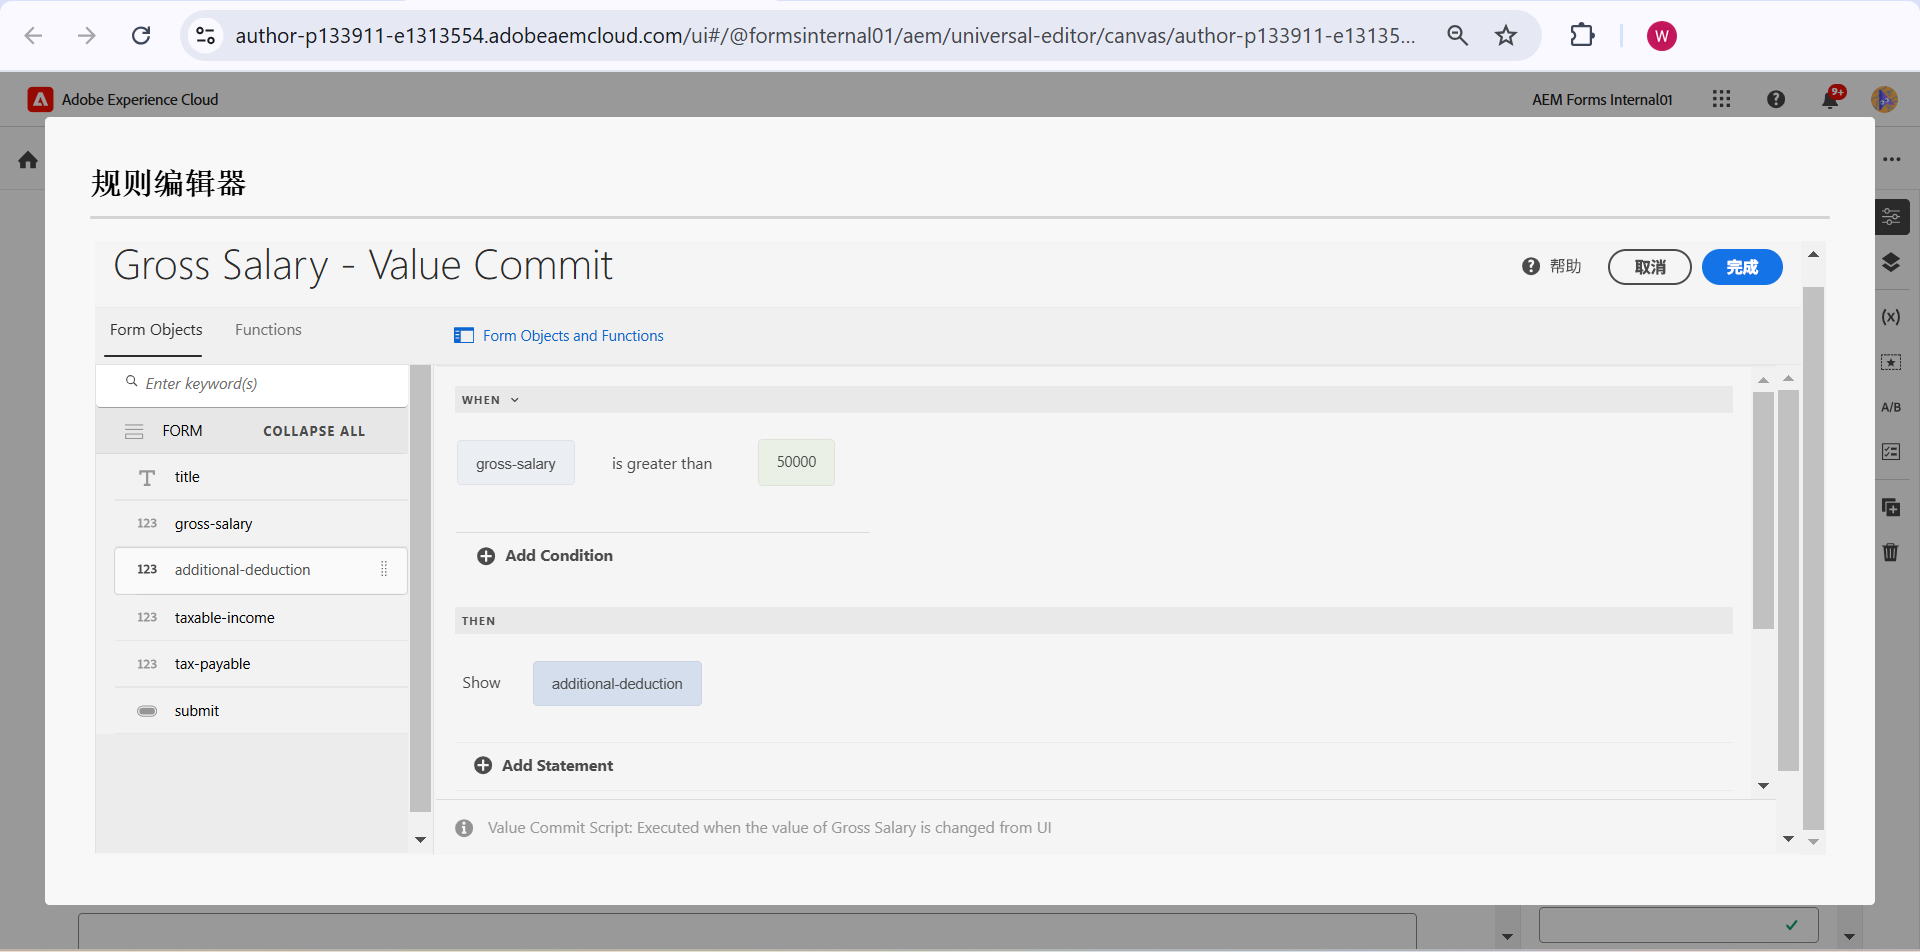 author-p133911-e1313554.adobeaemcloud.com/ui#/@formsinternal01/aem/universal-editor/canvas/author-p133911-e13135...
W
Adobe Experience Cloud
AEM Forms Internal01
9+
规则编辑器
Gross Salary - Value Commit
帮助
取消
完成
Form Objects
Functions
Form Objects and Functions
Enter keyword(s)
FORM
COLLAPSE ALL
T title
123 gross-salary
123 additional-deduction
123 taxable-income
123 tax-payable
submit
WHEN
gross-salary
is greater than
50000
Add Condition
THEN
Show
additional-deduction
Add Statement
Value Commit Script: Executed when the value of Gross Salary is changed from UI
(x)
A/B